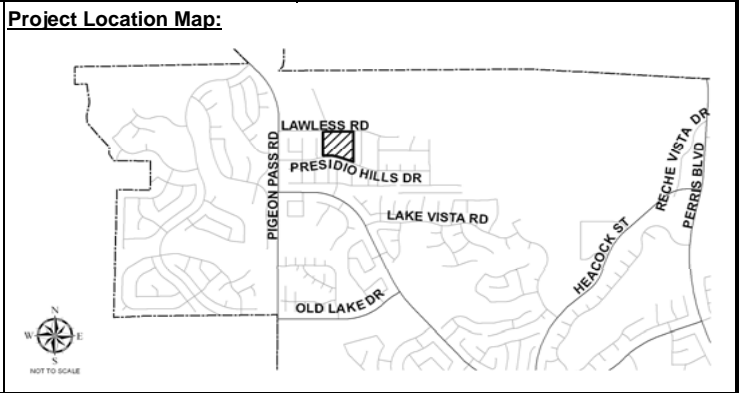 Project Location Map:
LAWLESS RD
PRESIDIO HILLS DR
PIGEON PASS RD
LAKE VISTA RD
RECHE VISTA DR
PERRIS BLVD
HEACOCK ST
OLD LAKE DR
N
W E
S
NOT TO SCALE